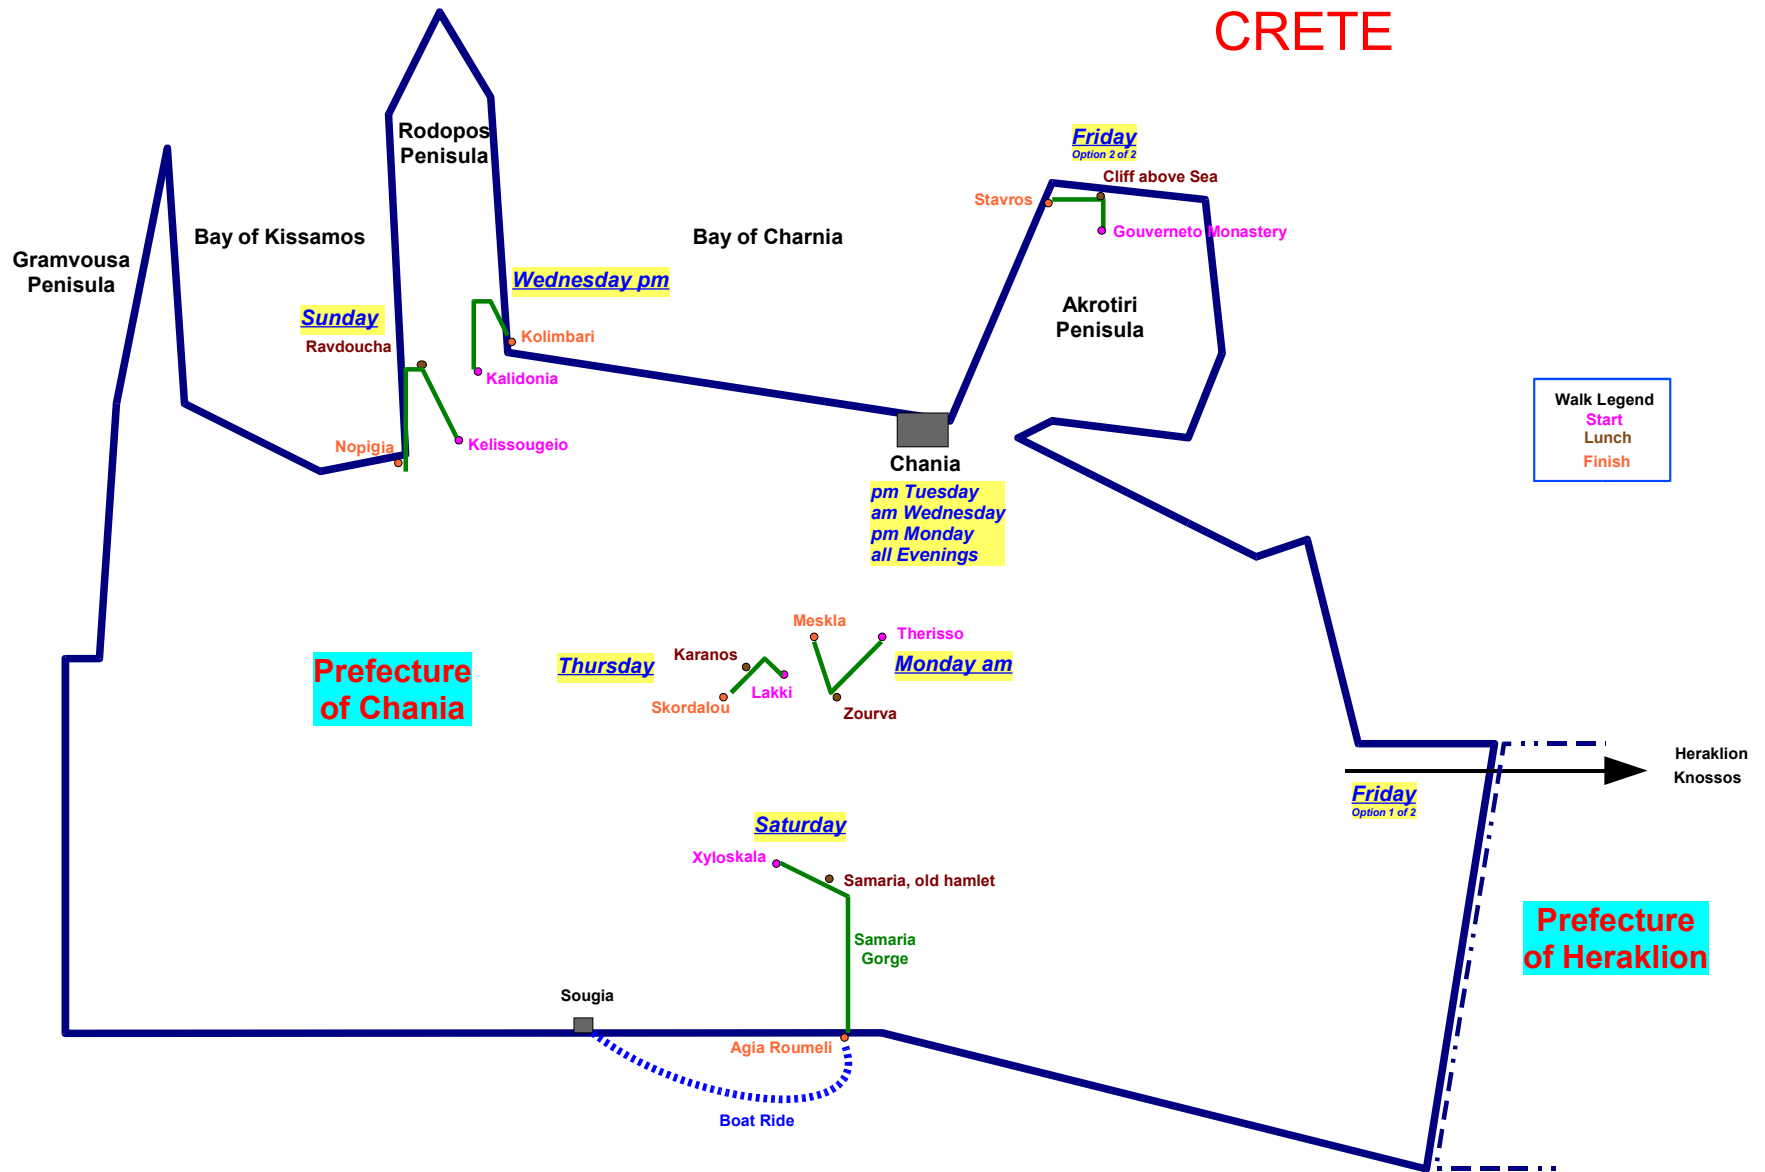 CRETE
Rodopos
Penisula
Friday
Option 2 of 2
Cliff above Sea
Stavros
Gouverneto Monastery
Bay of Kissamos
Bay of Charnia
Gramvousa
Penisula
Wednesday pm
Sunday
Ravdoucha
Kolimbari
Akrotiri
Penisula
Kalidonia
Nopigia
Kelissougeio
Walk Legend
Start
Lunch
Finish
Chania
pm Tuesday
am Wednesday
pm Monday
all Evenings
Meskla
Therisso
Karanos
Thursday
Monday am
Lakki
Skordalou
Zourva
Prefecture
of Chania
Heraklion
Knossos
Friday
Option 1 of 2
Saturday
Xyloskala
Samaria, old hamlet
Samaria
Gorge
Prefecture
of Heraklion
Sougia
Agia Roumeli
Boat Ride